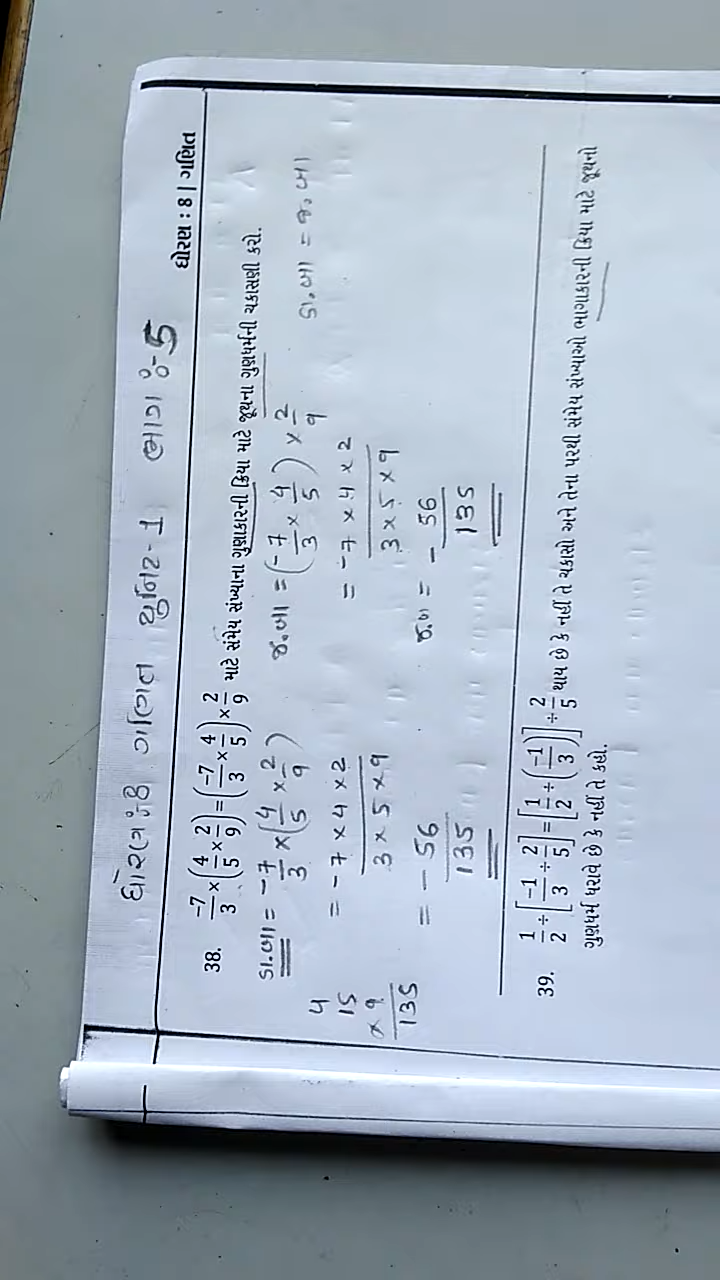 ધોરણઃ-8 ગણિત યુનિટ-1 ભાગ ઃ-5
ધોરણ : 8 | ગણિત
38. -7/3 × (4/5 × 2/9) = (-7/3 × 4/5) × 2/9 માટે સંમેય સંખ્યાના ગુણાકારની ક્રિયા માટે જૂથના ગુણધર્મની ચકાસણી કરો.
ડા.બા = -7/3 × (4/5 × 2/9)
= -7 × 4 × 2 / 3 × 5 × 9
= -56/135
4
15
× 9
135
જ.બા = (-7/3 × 4/5) × 2/9
= -7 × 4 × 2 / 3 × 5 × 9
જ.બ = -56/135
ડા.બા = જ.બા
39. 1/2 ÷ [-1/3 ÷ 2/5] = [1/2 ÷ (-1/3)] ÷ 2/5 થાય છે કે નહીં તે ચકાસો અને તેના પરથી સંમેય સંખ્યાઓ ભાગાકારની ક્રિયા માટે જૂથનો
ગુણધર્મ ધરાવે છે કે નહીં તે કહો.